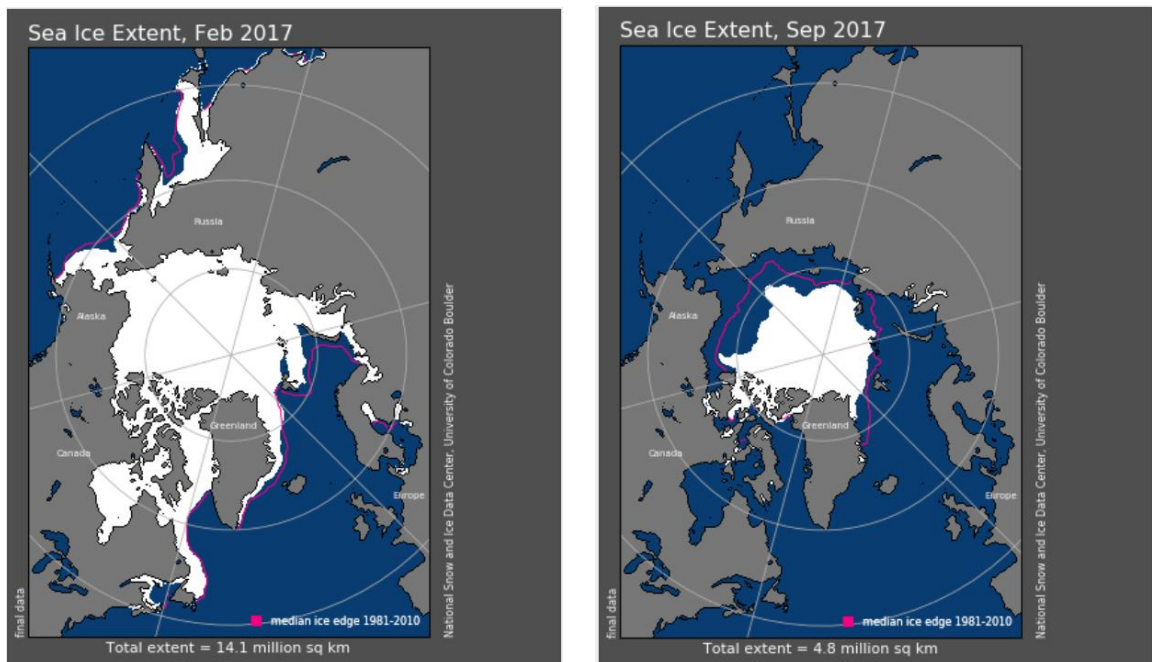 Sea Ice Extent, Feb 2017
Russia
Alaska
Greenland
Canada
Europe
median ice edge 1981-2010
final data
National Snow and Ice Data Center, University of Colorado Boulder
Total extent = 14.1 million sq km
Sea Ice Extent, Sep 2017
Russia
Alaska
Greenland
Canada
Europe
median ice edge 1981-2010
final data
National Snow and Ice Data Center, University of Colorado Boulder
Total extent = 4.8 million sq km